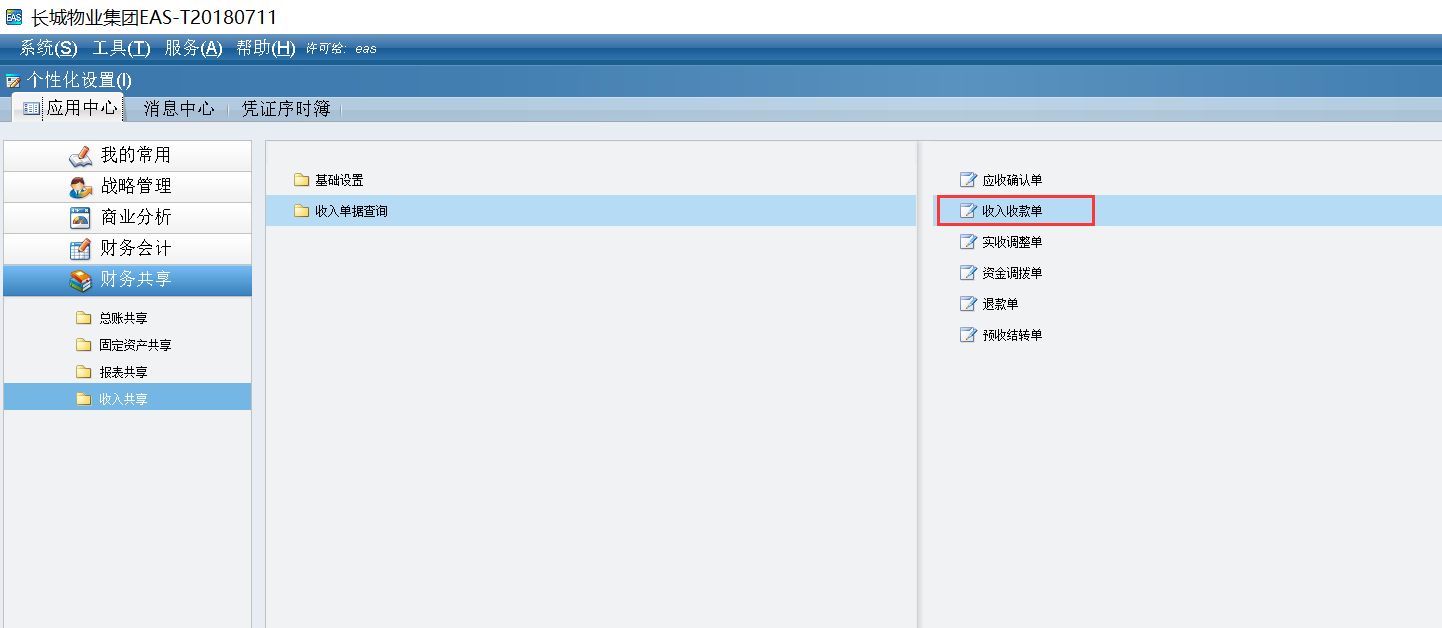 长城物业集团EAS-T20180711
系统(S) 工具(T) 服务(A) 帮助(H) 许可给: eas
个性化设置(I)
应用中心 消息中心 凭证序时簿
我的常用
战略管理
商业分析
财务会计
财务共享
总账共享
固定资产共享
报表共享
收入共享
基础设置
收入单据查询
应收确认单
收入收款单
实收调整单
资金调拨单
退款单
预收结转单